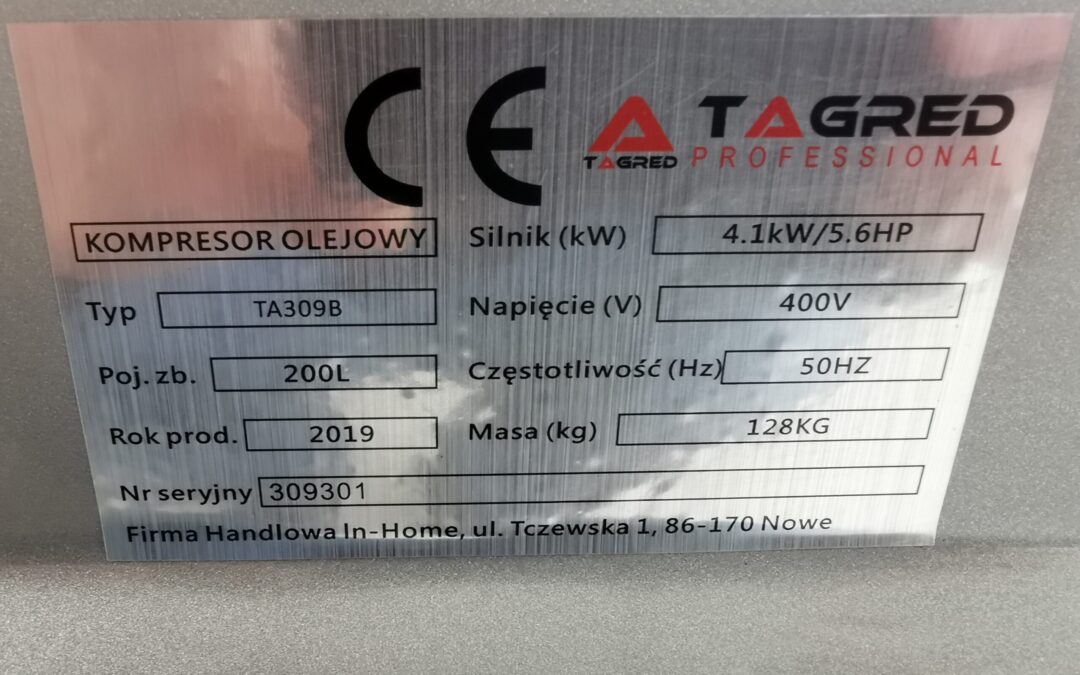 CE TAGRED TAGRED
PROFESSIONAL
KOMPRESOR OLEJOWY Silnik (kW) 4.1kW/5.6HP
Typ TA309B Napięcie (V) 400V
Poj. zb. 200L Częstotliwość (Hz) 50HZ
Rok prod. 2019 Masa (kg) 128KG
Nr seryjny 309301
Firma Handlowa In-Home, ul. Tczewska 1, 86-170 Nowe